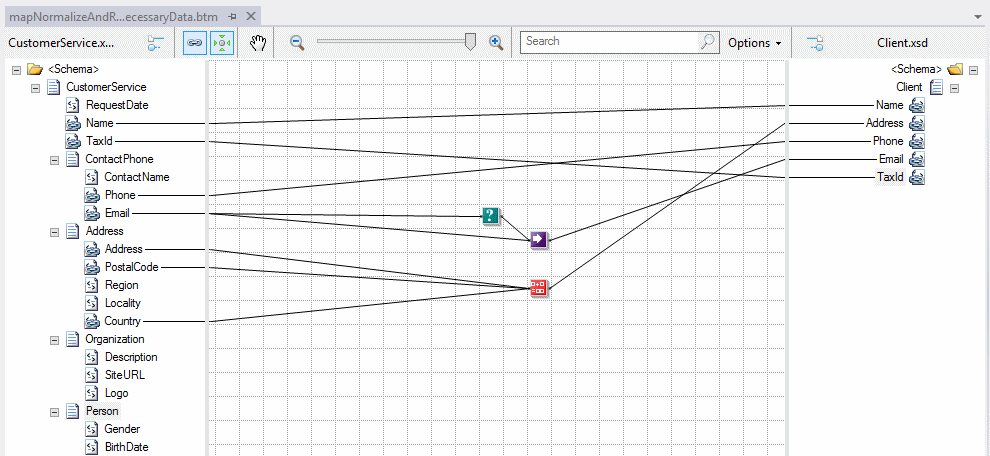 mapNormalizeAndR...ecessaryData.btm
CustomerService.x...
Search
Options
Client.xsd
<Schema>
CustomerService
RequestDate
Name
TaxId
ContactPhone
ContactName
Phone
Email
Address
Address
PostalCode
Region
Locality
Country
Organization
Description
SiteURL
Logo
Person
Gender
BirthDate
?
<Schema>
Client
Name
Address
Phone
Email
TaxId